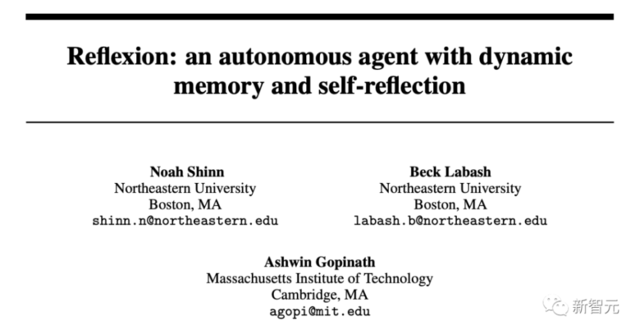 Reflexion: an autonomous agent with dynamic
memory and self-reflection
Noah Shinn
Northeastern University
Boston, MA
shinn.n@northeastern.edu
Beck Labash
Northeastern University
Boston, MA
labash.b@northeastern.edu
Ashwin Gopinath
Massachusetts Institute of Technology
Cambridge, MA
agopi@mit.edu
新智元